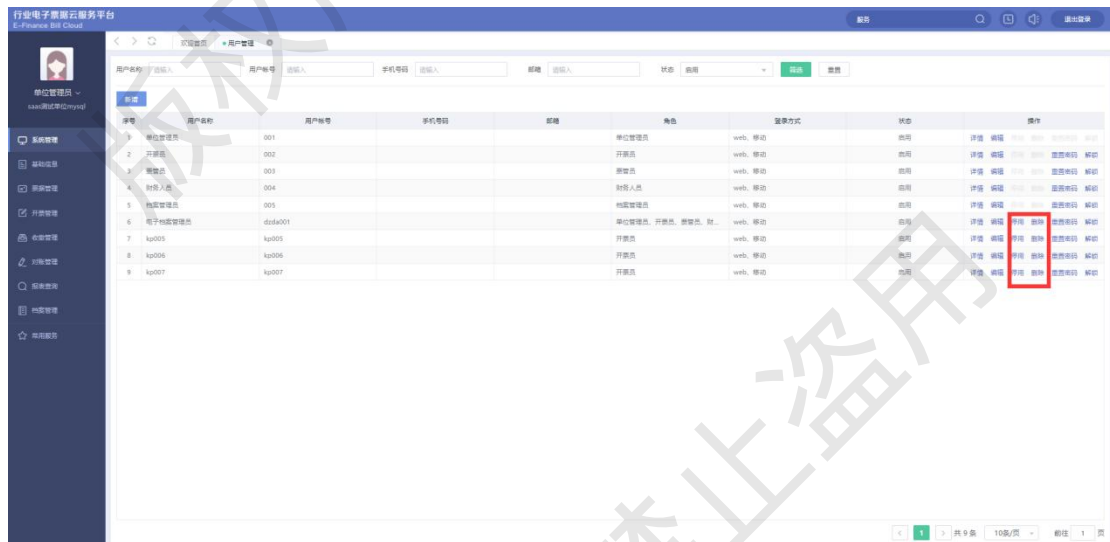 行业电子票据云服务平台
E-Finance Bill Cloud
服务
退出登录
欢迎首页 用户管理
单位管理员
saas测试单位mysql
系统管理
基础信息
票据管理
开票管理
收缴管理
对账管理
报表查询
档案管理
常用服务
用户名称 请输入 用户帐号 请输入 手机号码 请输入 邮箱 请输入 状态 启用 筛选 重置
新增
序号 用户名称 用户帐号 手机号码 邮箱 角色 登录方式 状态 操作
1 单位管理员 001 单位管理员 web、移动 启用 详情 编辑 停用 删除 重置密码 解锁
2 开票员 002 开票员 web、移动 启用 详情 编辑 停用 删除 重置密码 解锁
3 票管员 003 票管员 web、移动 启用 详情 编辑 停用 删除 重置密码 解锁
4 财务人员 004 财务人员 web、移动 启用 详情 编辑 停用 删除 重置密码 解锁
5 档案管理员 005 档案管理员 web、移动 启用 详情 编辑 停用 删除 重置密码 解锁
6 电子档案管理员 dzda001 单位管理员、开票员、票管员、财... web、移动 启用 详情 编辑 停用 删除 重置密码 解锁
7 kp005 kp005 开票员 web、移动 启用 详情 编辑 停用 删除 重置密码 解锁
8 kp006 kp006 开票员 web、移动 启用 详情 编辑 停用 删除 重置密码 解锁
9 kp007 kp007 开票员 web、移动 启用 详情 编辑 停用 删除 重置密码 解锁
1 共 9 条 10条/页 前往 1 页
版权
禁止盗用